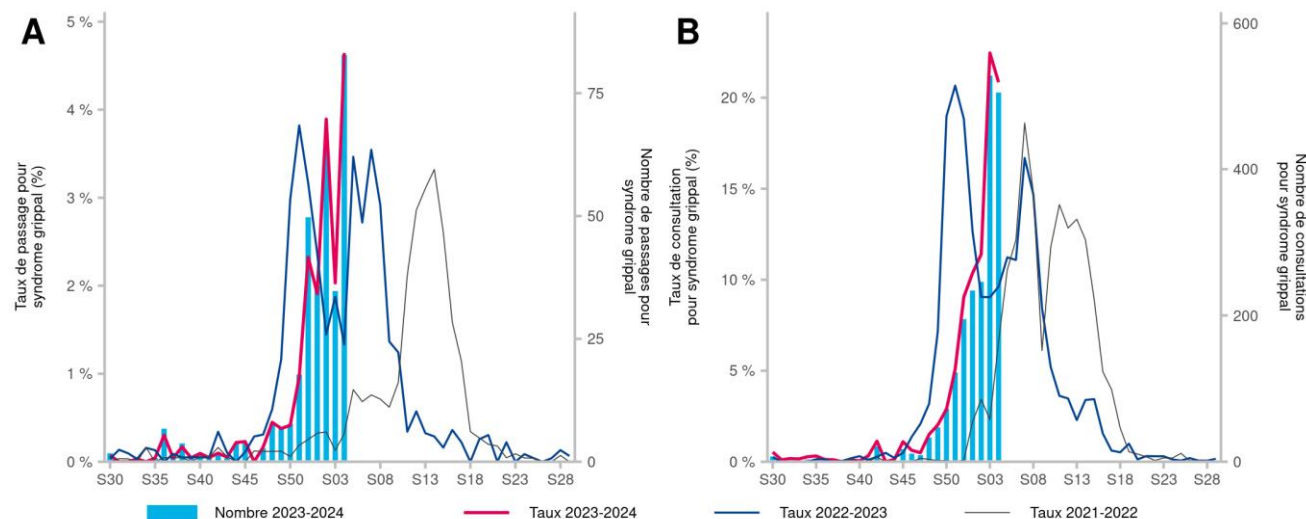 A
Taux de passage pour
syndrome grippal (%)
5 %
4 %
3 %
2 %
1 %
0 %
75
50
25
0
Nombre de passages pour
syndrome grippal
S30
S35
S40
S45
S50
S03
S08
S13
S18
S23
S28
B
Taux de consultation
pour syndrome grippal (%)
20 %
15 %
10 %
5 %
0 %
600
400
200
0
Nombre de consultations
pour syndrome grippal
S30
S35
S40
S45
S50
S03
S08
S13
S18
S23
S28
Nombre 2023-2024
Taux 2023-2024
Taux 2022-2023
Taux 2021-2022